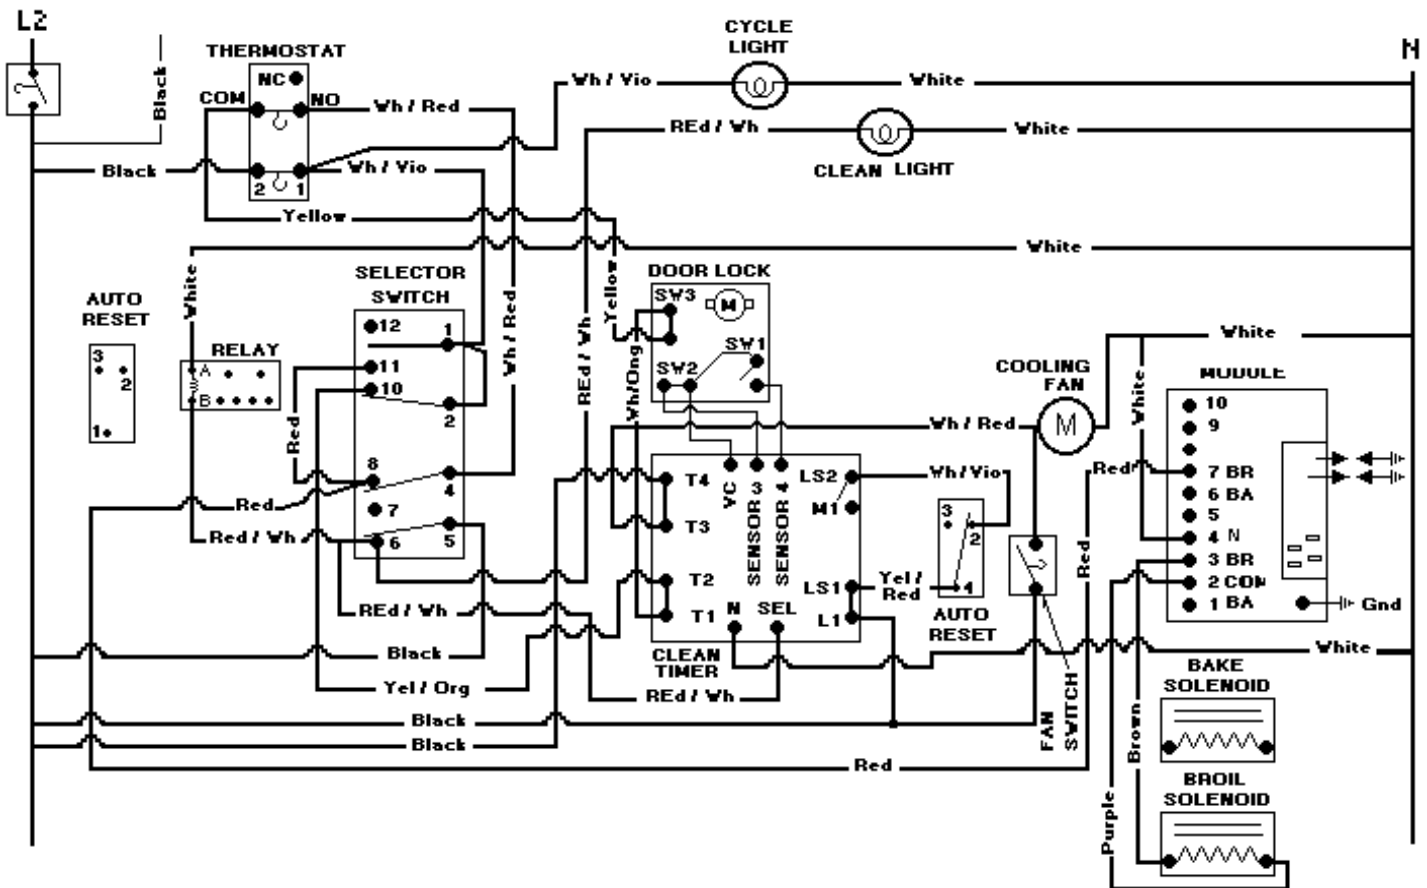 L2
N
CYCLE
LIGHT
THERMOSTAT
NC
COM
NO
Wh / Red
Wh / Vio
White
Black
REd / Wh
White
CLEAN LIGHT
Black
2
1
Wh / Vio
Yellow
White
White
SELECTOR
SWITCH
AUTO
RESET
3
2
1
RELAY
A
B
12
1
11
10
2
8
4
7
6
5
Red
Wh / Red
REd / Wh
Yellow
Wh/Org
DOOR LOCK
SW3
M
SW1
SW2
COOLING
FAN
M
White
White
MODULE
10
9
7 BR
6 BA
5
4 N
3 BR
2 COM
1 BA
Gnd
Wh / Red
Red
Wh / Vio
T4
T3
T2
T1
VC
SENSOR 3
SENSOR 4
LS2
M1
LS1
L1
N
SEL
CLEAN
TIMER
3
2
4
AUTO
RESET
Yel /
Red
Red
Red / Wh
REd / Wh
Black
Yel / Org
REd / Wh
Black
Black
Red
Red
FAN
SWITCH
White
BAKE
SOLENOID
BROIL
SOLENOID
Brown
Purple